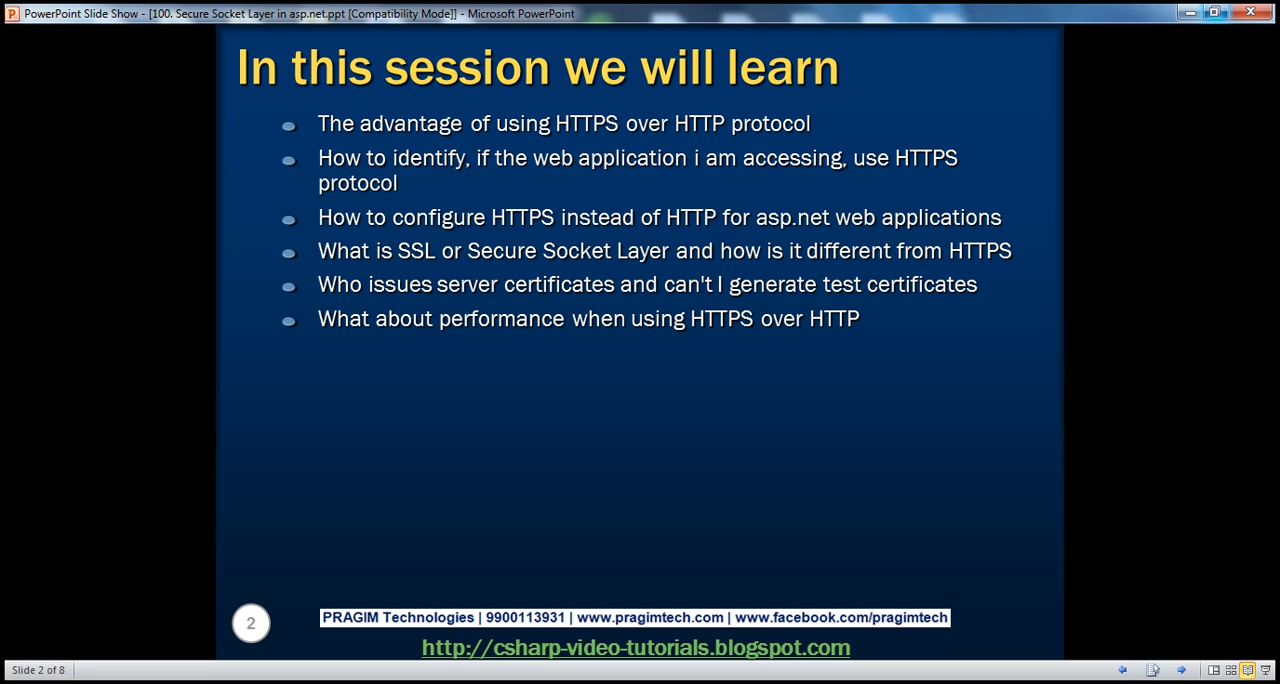 PowerPoint Slide Show - [100. Secure Socket Layer in asp.net.ppt [Compatibility Mode]] - Microsoft PowerPoint
In this session we will learn
The advantage of using HTTPS over HTTP protocol
How to identify, if the web application i am accessing, use HTTPS
protocol
How to configure HTTPS instead of HTTP for asp.net web applications
What is SSL or Secure Socket Layer and how is it different from HTTPS
Who issues server certificates and can't I generate test certificates
What about performance when using HTTPS over HTTP
2
PRAGIM Technologies | 9900113931 | www.pragimtech.com | www.facebook.com/pragimtech
http://csharp-video-tutorials.blogspot.com
Slide 2 of 8